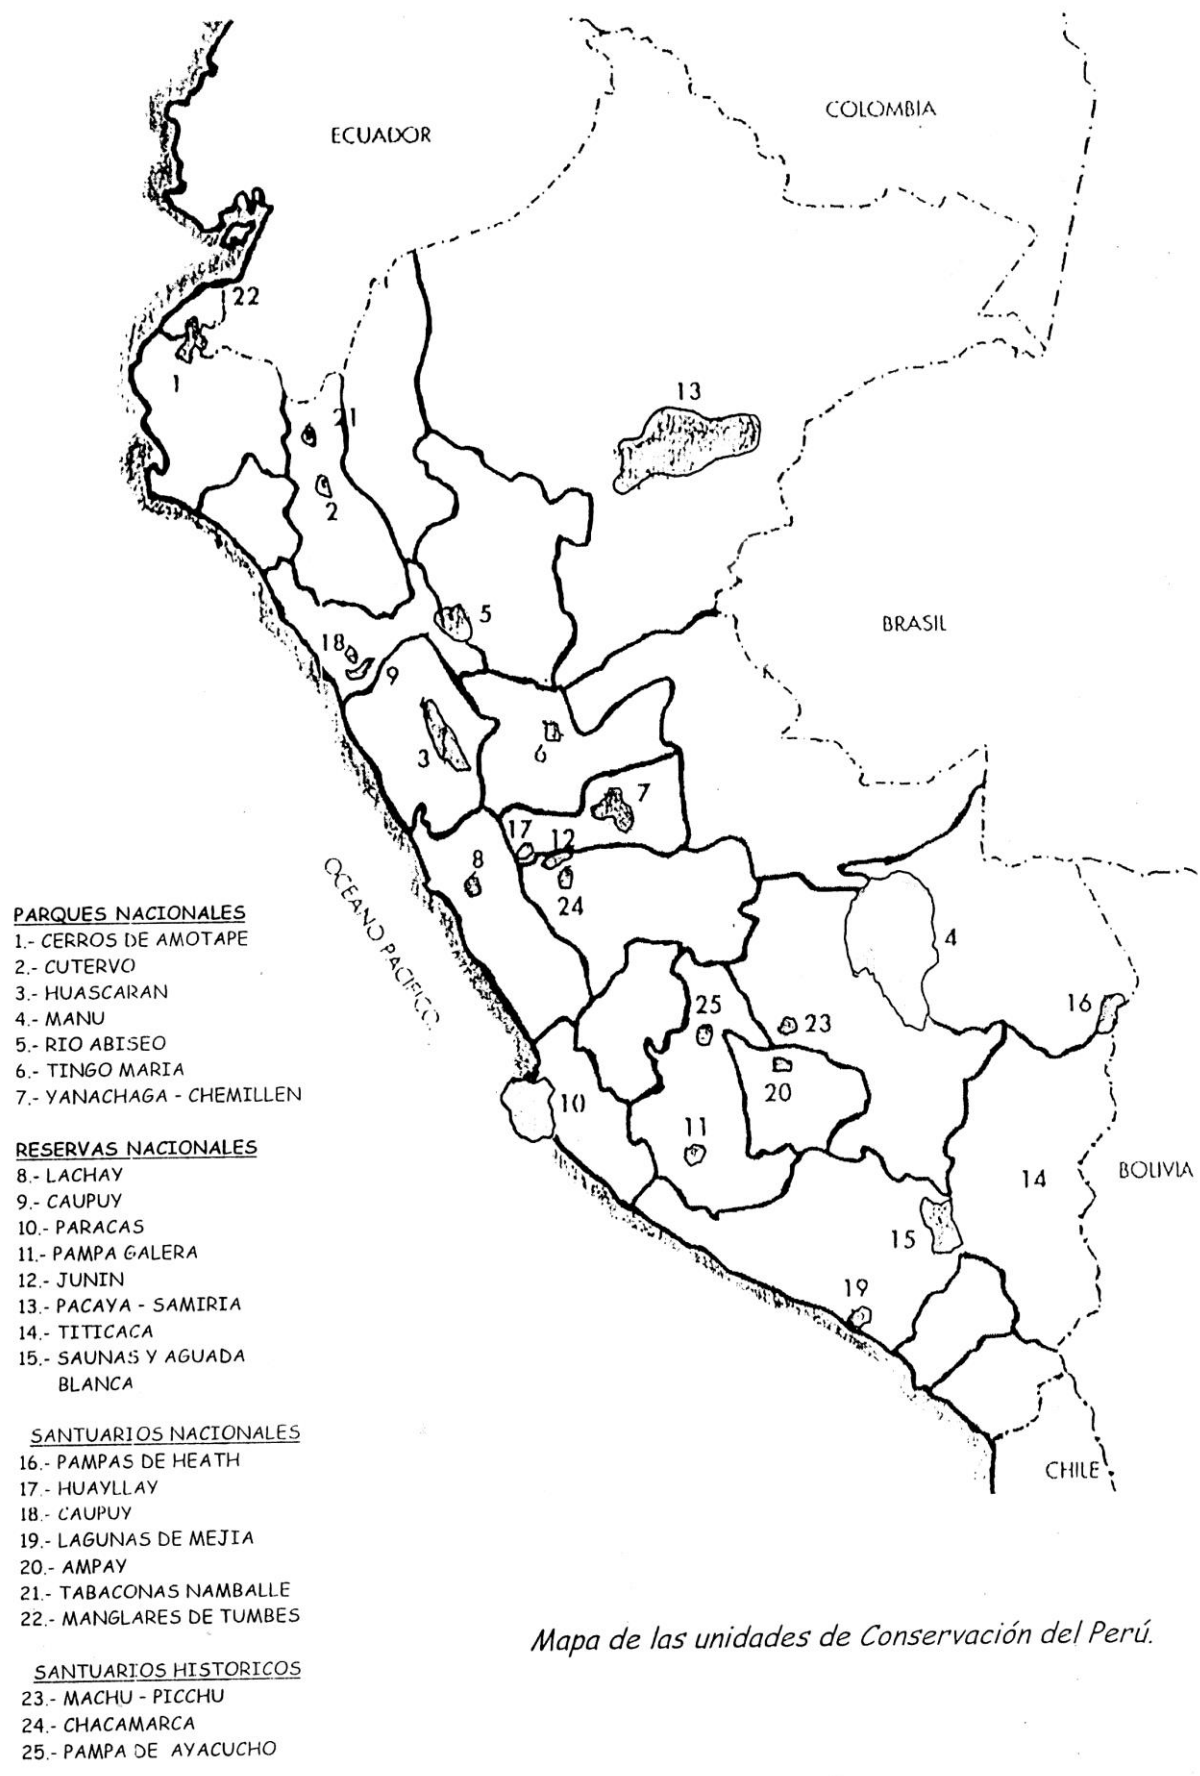 ECUADOR
COLOMBIA
22
1
21
2
13
BRASIL
5
18
9
3
6
7
17
12
8
24
4
16
25
23
20
10
11
14
BOLIVIA
15
19
CHILE
OCEANO PACIFICO.
PARQUES NACIONALES
1.- CERROS DE AMOTAPE
2.- CUTERVO
3.- HUASCARAN
4.- MANU
5.- RIO ABISEO
6.- TINGO MARIA
7.- YANACHAGA - CHEMILLEN
RESERVAS NACIONALES
8.- LACHAY
9.- CAUPUY
10.- PARACAS
11.- PAMPA GALERA
12.- JUNIN
13.- PACAYA - SAMIRIA
14.- TITICACA
15.- SAUNAS Y AGUADA
BLANCA
SANTUARIOS NACIONALES
16.- PAMPAS DE HEATH
17.- HUAYLLAY
18.- CAUPUY
19.- LAGUNAS DE MEJIA
20.- AMPAY
21.- TABACONAS NAMBALLE
22.- MANGLARES DE TUMBES
SANTUARIOS HISTORICOS
23.- MACHU - PICCHU
24.- CHACAMARCA
25.- PAMPA DE AYACUCHO
Mapa de las unidades de Conservación del Perú.